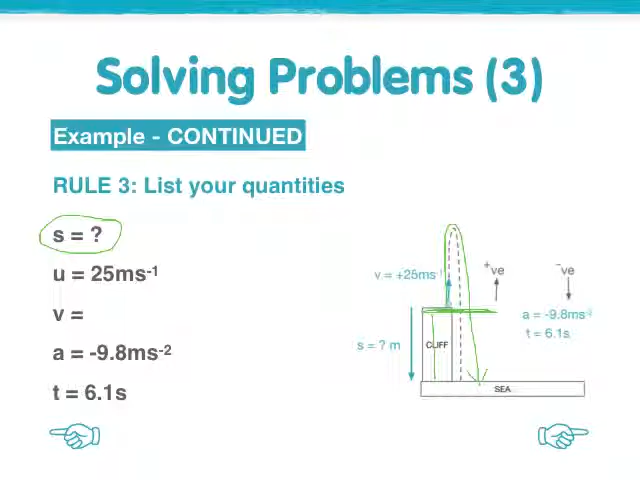 Solving Problems (3)
Example - CONTINUED
RULE 3: List your quantities
s = ?
u = 25ms⁻¹
v =
a = -9.8ms⁻²
t = 6.1s
v = +25ms⁻¹
⁺ve
⁻ve
a = -9.8ms⁻²
t = 6.1s
s = ? m
CLIFF
SEA